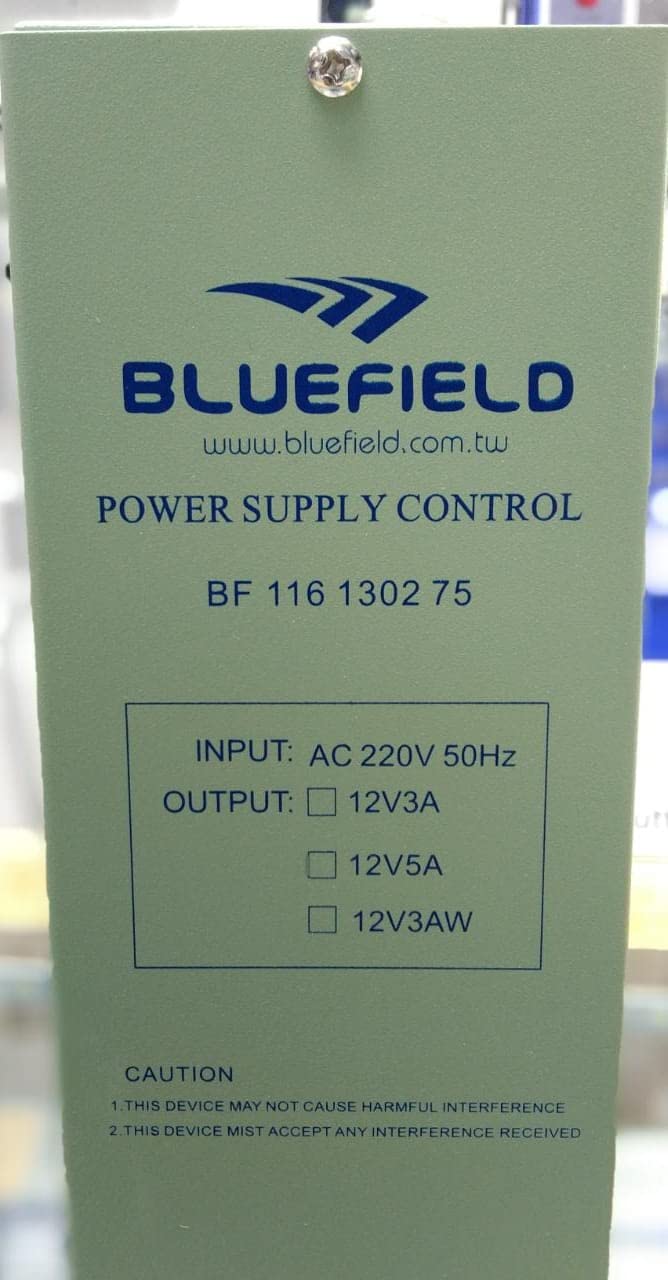 BLUEFIELD
www.bluefield.com.tw
POWER SUPPLY CONTROL
BF 116 1302 75
INPUT: AC 220V 50Hz
OUTPUT: ☐ 12V3A
☐ 12V5A
☐ 12V3AW
CAUTION
1.THIS DEVICE MAY NOT CAUSE HARMFUL INTERFERENCE
2.THIS DEVICE MIST ACCEPT ANY INTERFERENCE RECEIVED